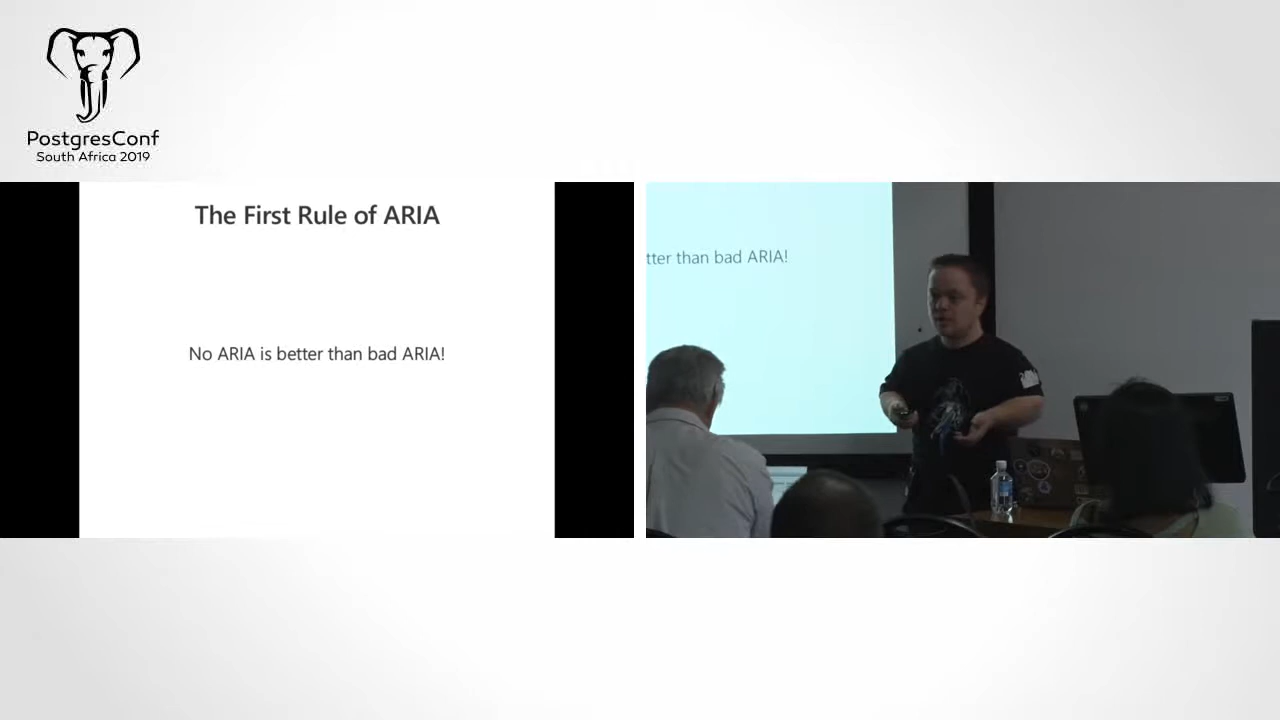 PostgresConf
South Africa 2019
The First Rule of ARIA
No ARIA is better than bad ARIA!
tter than bad ARIA!